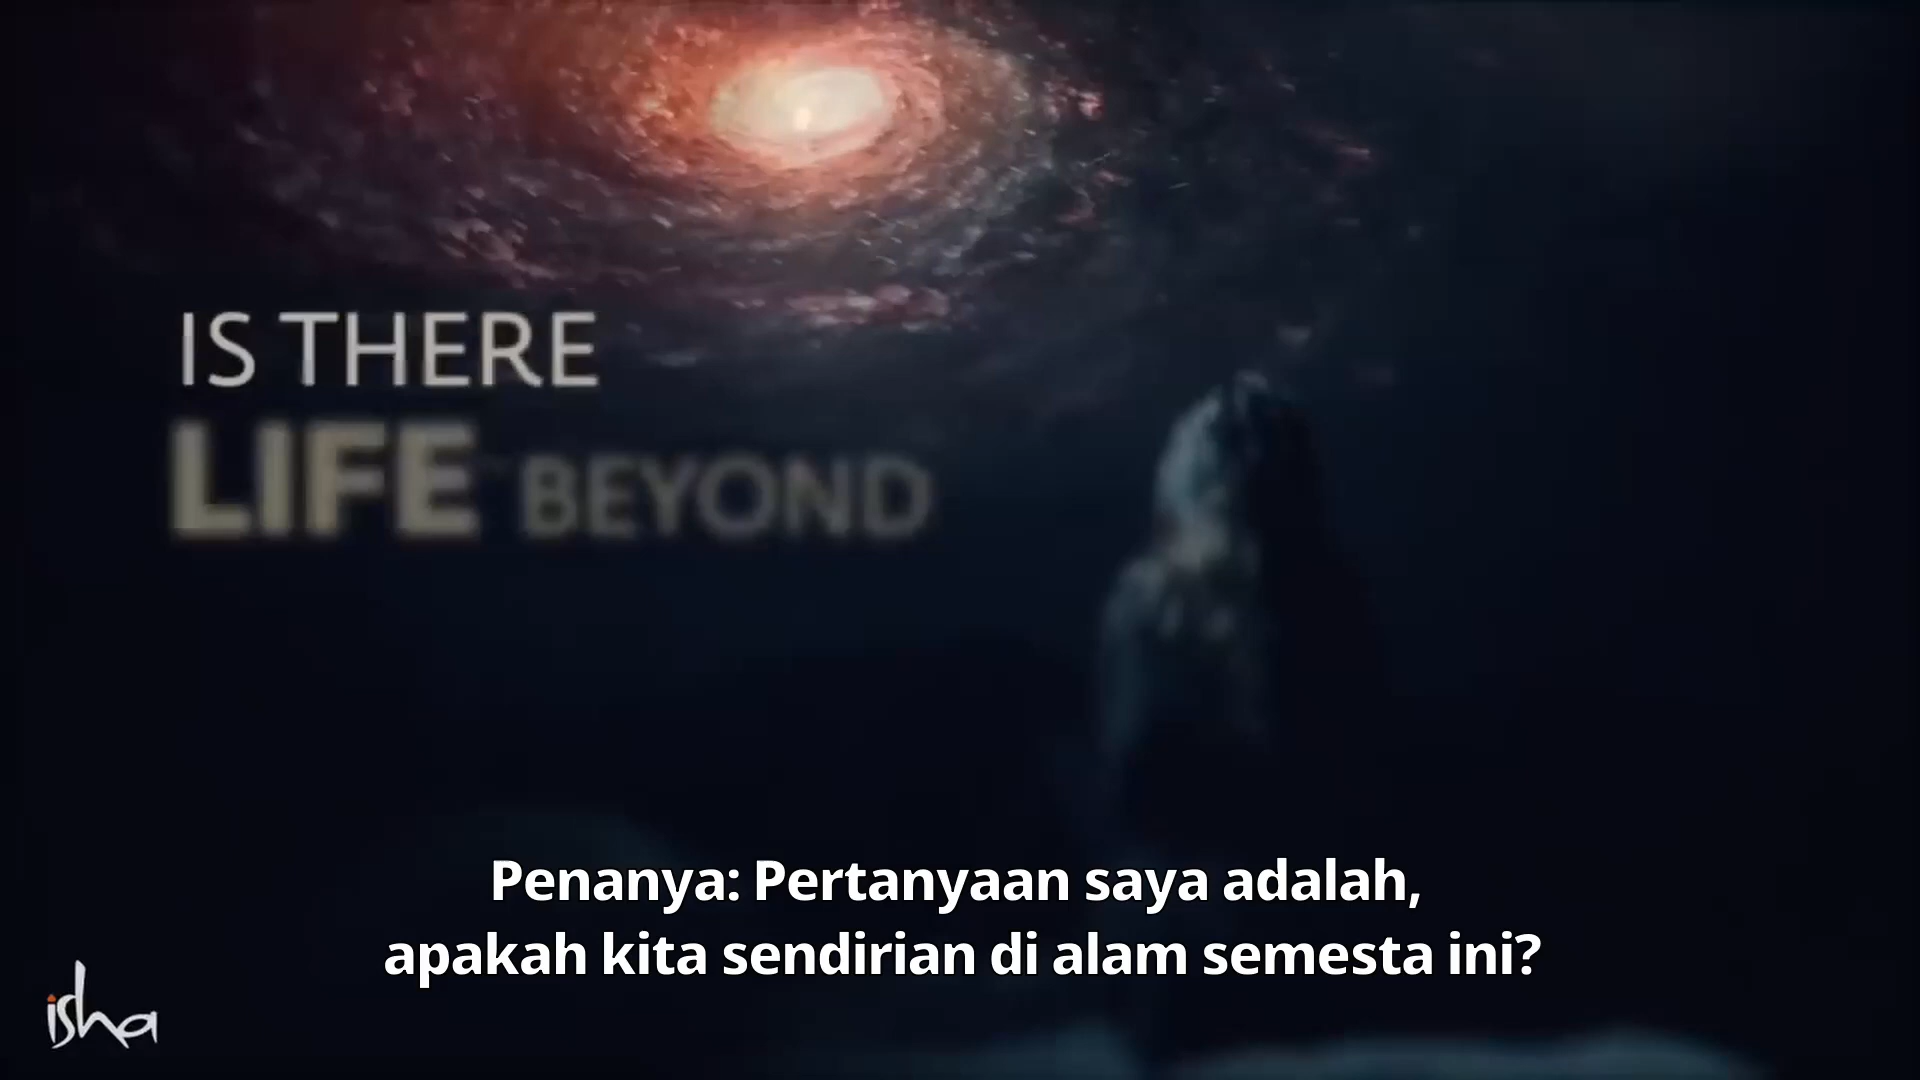 IS THERE
LIFE BEYOND
Penanya: Pertanyaan saya adalah,
apakah kita sendirian di alam semesta ini?
isha